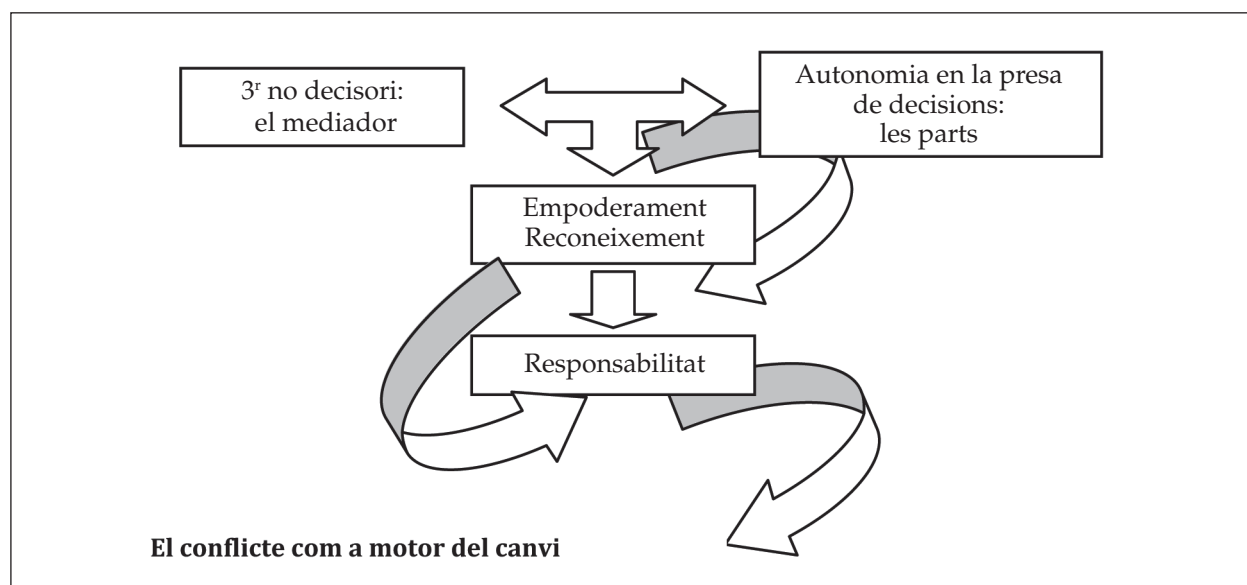 3ʳ no decisori:
el mediador
Autonomia en la presa
de decisions:
les parts
Empoderament
Reconeixement
Responsabilitat
El conflicte com a motor del canvi